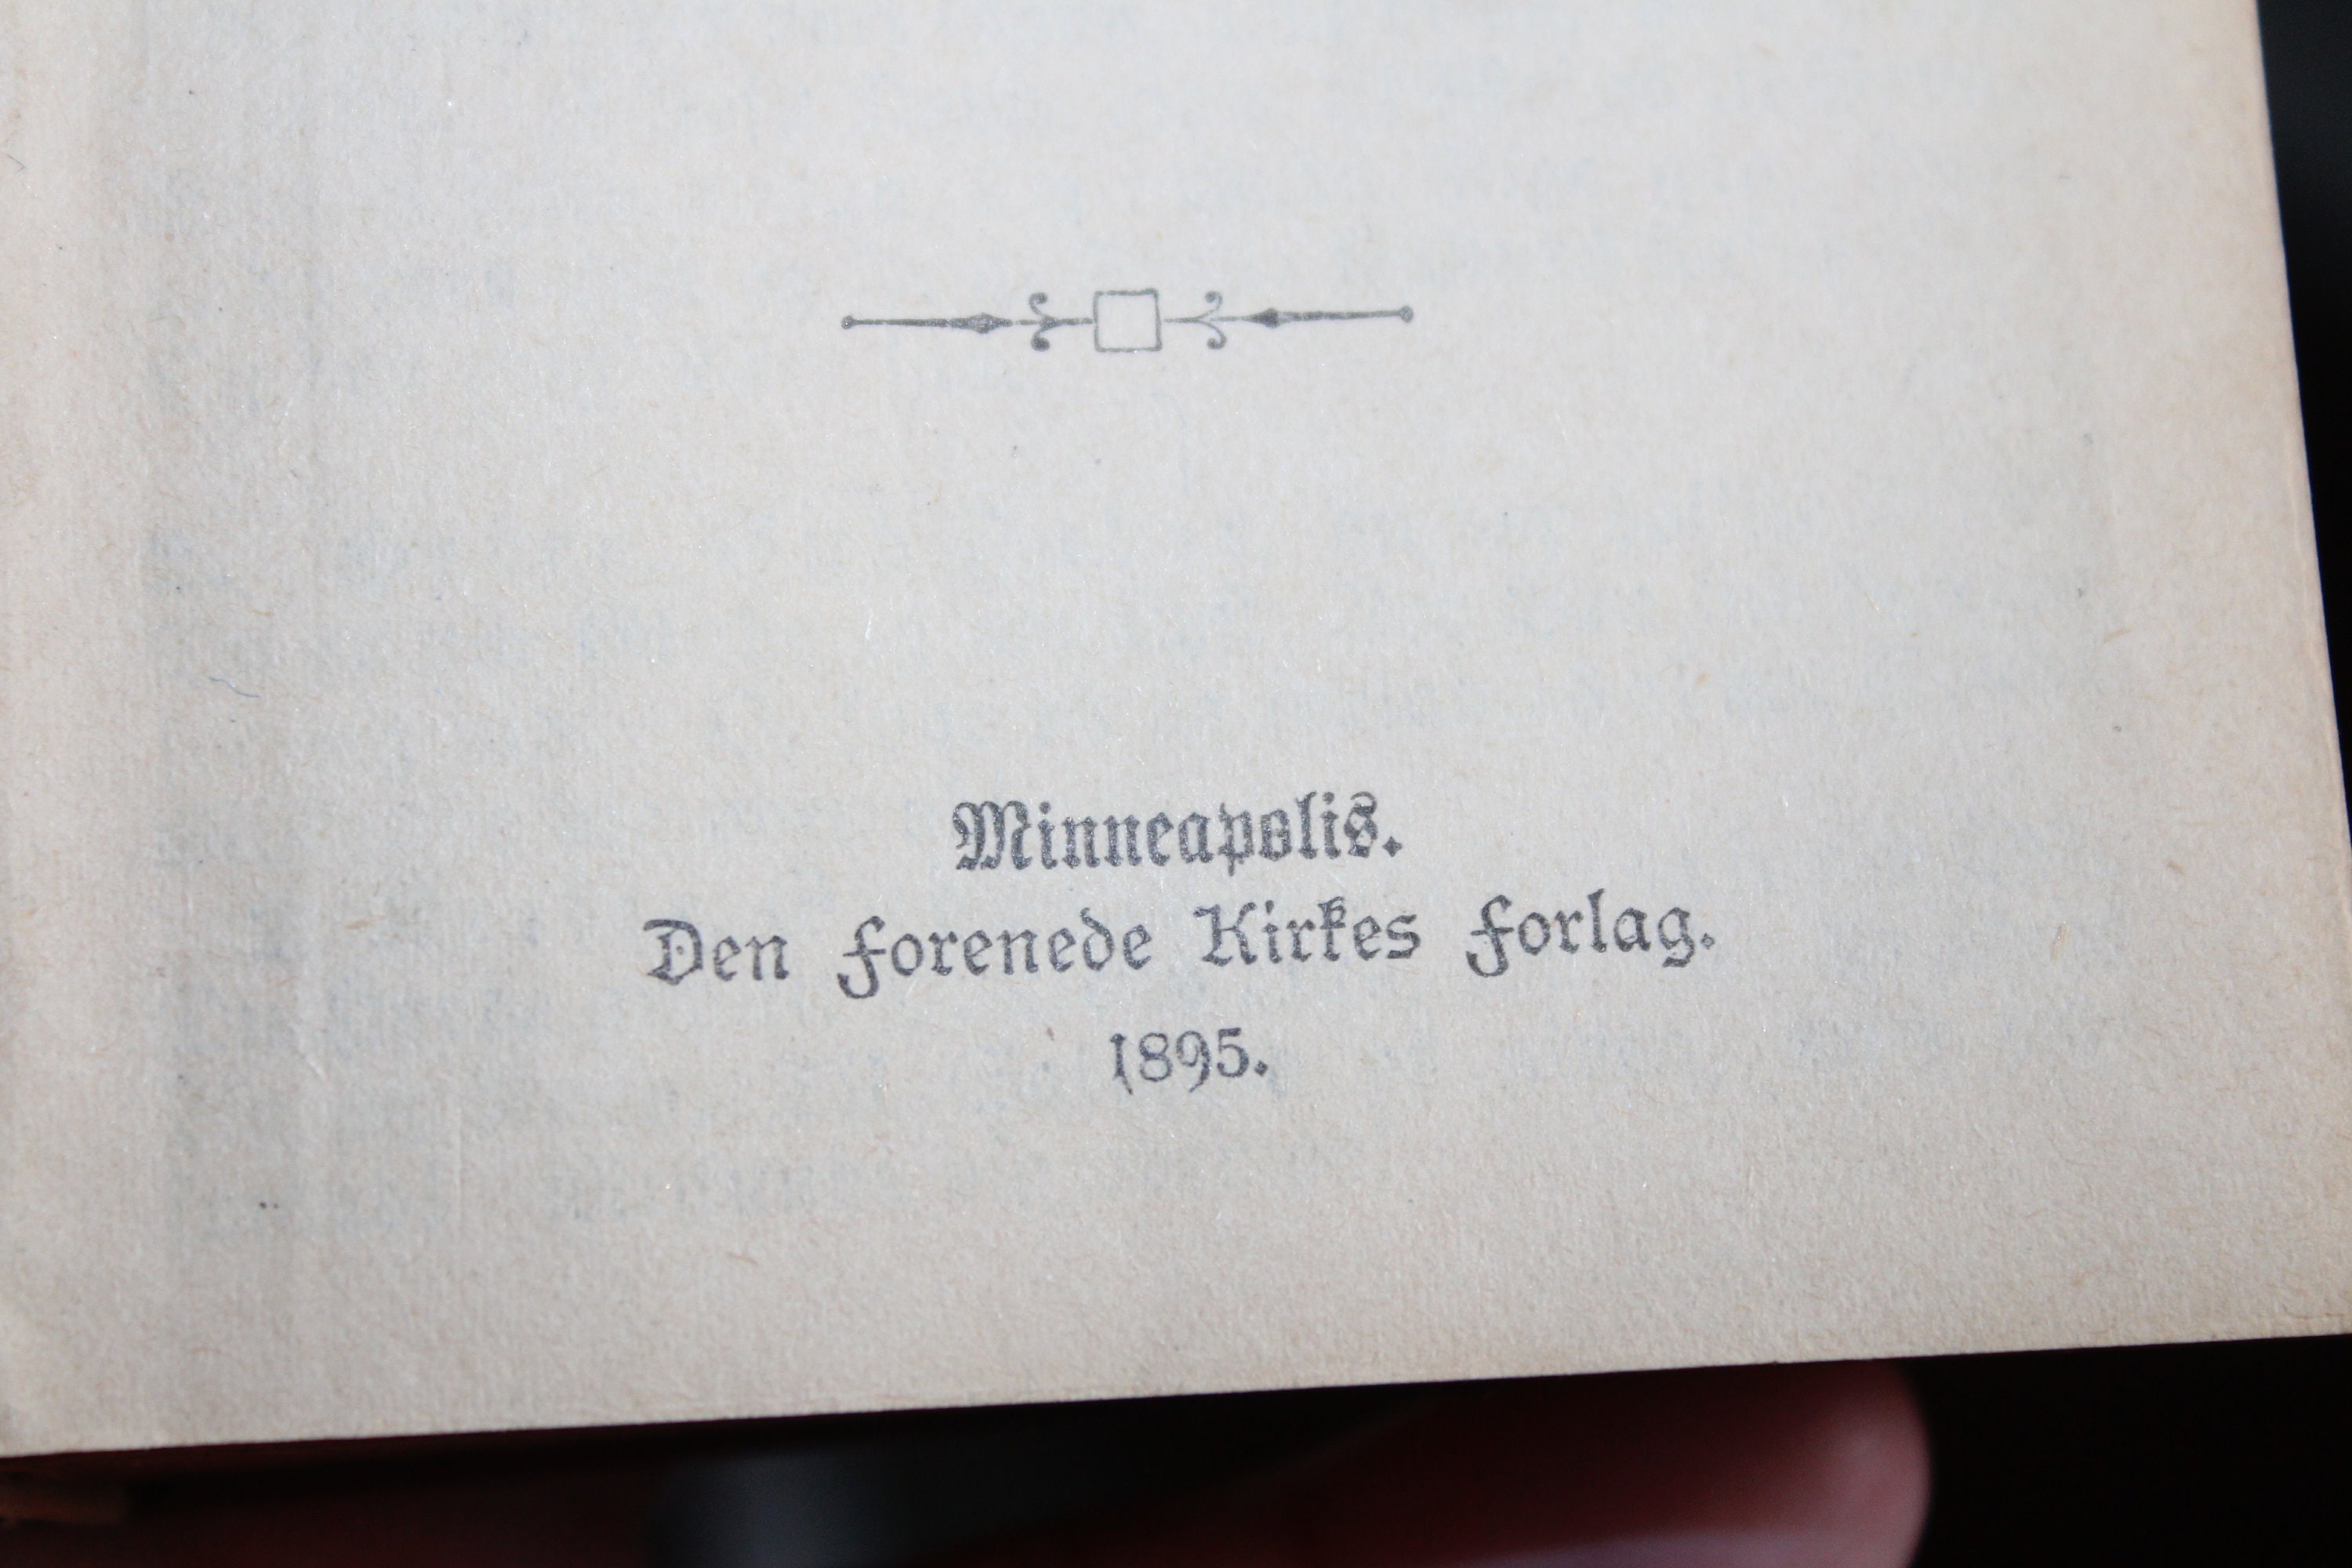 Minneapolis.
Den Forenede Kirkes Forlag.
1895.